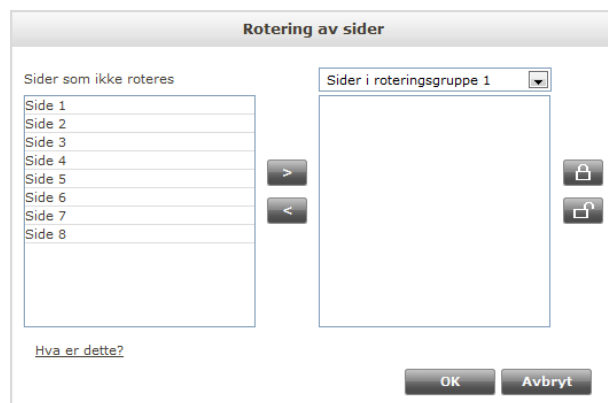 Rotering av sider
Sider som ikke roteres
Sider i roteringsgruppe 1
Side 1
Side 2
Side 3
Side 4
Side 5
Side 6
Side 7
Side 8
>
<
Hva er dette?
OK
Avbryt